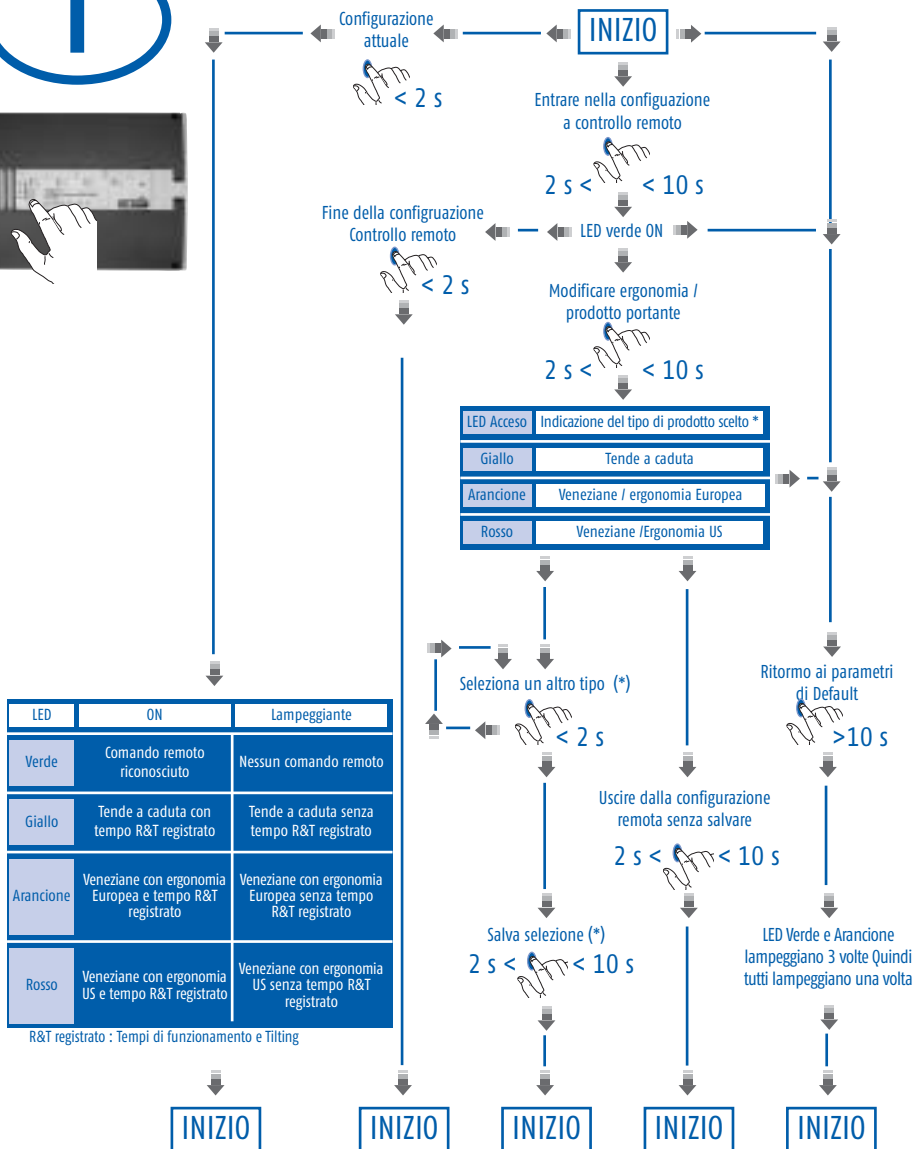 I
Configurazione
attuale
< 2 s
INIZIO
Entrare nella configuazione
a controllo remoto
2 s < < 10 s
Fine della configruazione
Controllo remoto
< 2 s
LED verde ON
Modificare ergonomia /
prodotto portante
2 s < < 10 s
LED Acceso Indicazione del tipo di prodotto scelto *
Giallo Tende a caduta
Arancione Veneziane / ergonomia Europea
Rosso Veneziane /Ergonomia US
Seleziona un altro tipo (*)
< 2 s
Ritormo ai parametri
di Default
>10 s
LED ON Lampeggiante
Verde
Comando remoto
riconosciuto
Nessun comando remoto
Giallo
Tende a caduta con
tempo R&T registrato
Tende a caduta senza
tempo R&T registrato
Arancione
Veneziane con ergonomia
Europea e tempo R&T
registrato
Veneziane con ergonomia
Europea senza tempo
R&T registrato
Rosso
Veneziane con ergonomia
US e tempo R&T registrato
Veneziane con ergonomia
US senza tempo R&T
registrato
R&T registrato : Tempi di funzionamento e Tilting
Uscire dalla configurazione
remota senza salvare
2 s < < 10 s
Salva selezione (*)
2 s < < 10 s
LED Verde e Arancione
lampeggiano 3 volte Quindi
tutti lampeggiano una volta
INIZIO
INIZIO
INIZIO
INIZIO
INIZIO